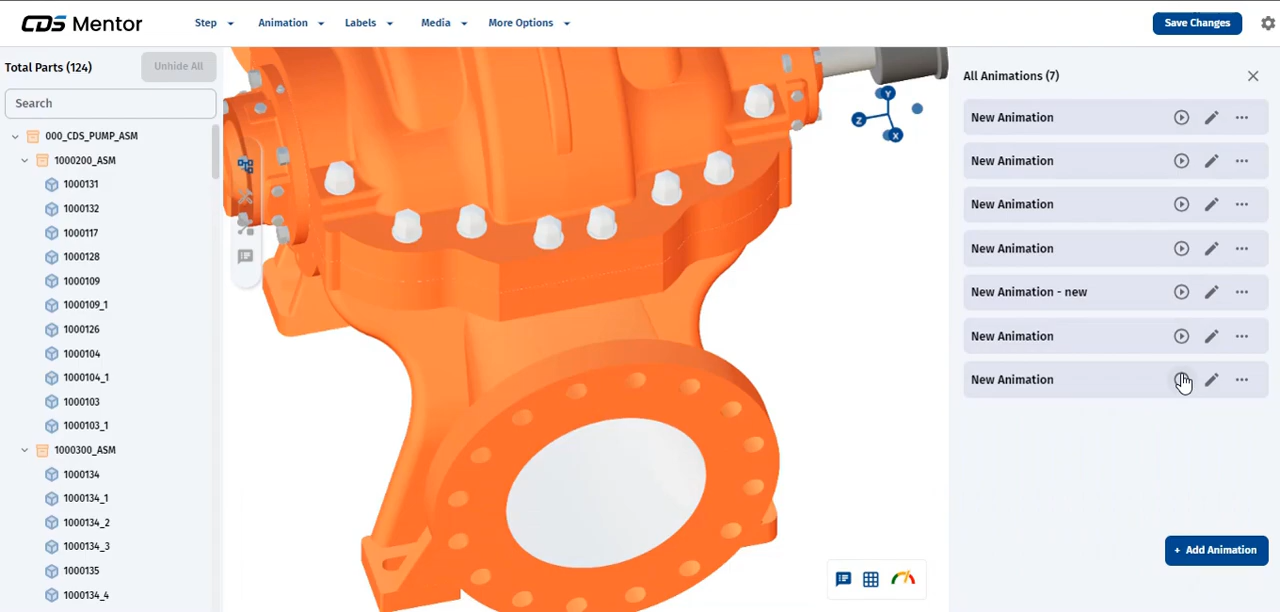 CDS Mentor
Step
Animation
Labels
Media
More Options
Save Changes
Total Parts (124)
Unhide All
Search
000_CDS_PUMP_ASM
1000200_ASM
1000131
1000132
1000117
1000128
1000109
1000109_1
1000126
1000104
1000104_1
1000103
1000103_1
1000300_ASM
1000134
1000134_1
1000134_2
1000134_3
1000135
1000134_4
Y
Z
X
All Animations (7)
New Animation
New Animation
New Animation
New Animation
New Animation - new
New Animation
New Animation
+ Add Animation